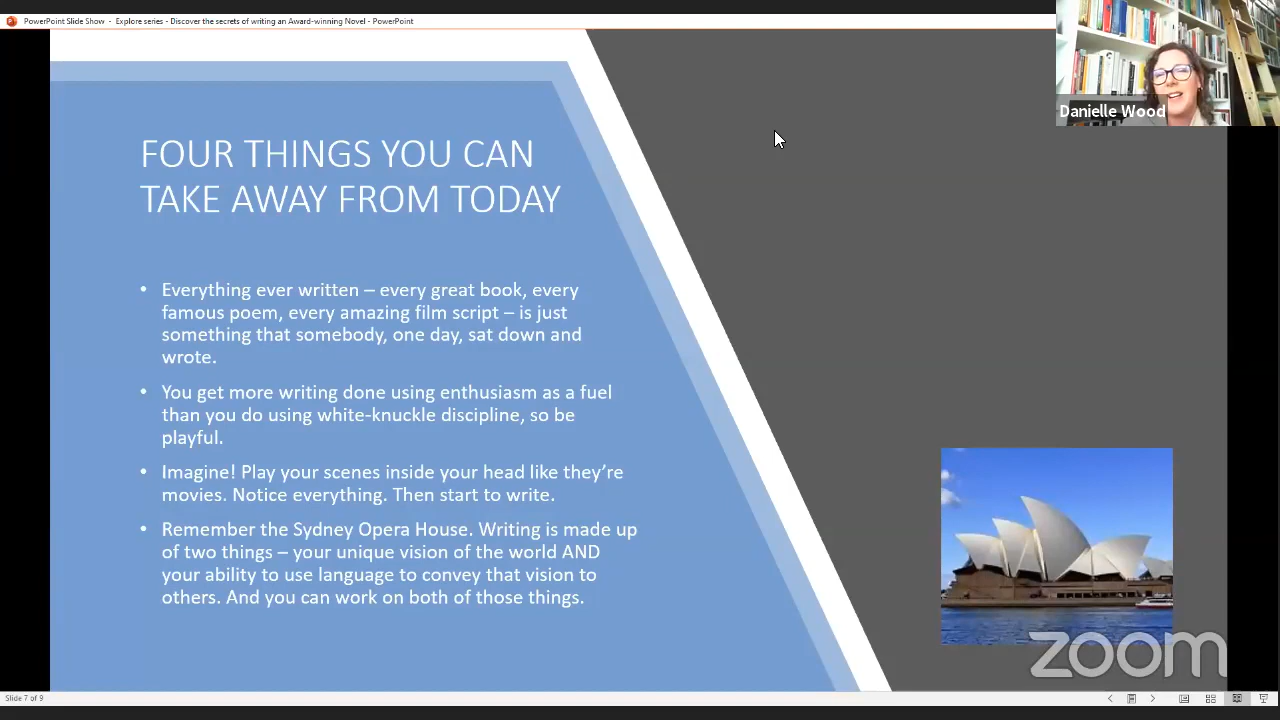 PowerPoint Slide Show - Explore series - Discover the secrets of writing an Award-winning Novel - PowerPoint
Danielle Wood
FOUR THINGS YOU CAN
TAKE AWAY FROM TODAY
• Everything ever written – every great book, every
famous poem, every amazing film script – is just
something that somebody, one day, sat down and
wrote.
• You get more writing done using enthusiasm as a fuel
than you do using white-knuckle discipline, so be
playful.
• Imagine! Play your scenes inside your head like they’re
movies. Notice everything. Then start to write.
• Remember the Sydney Opera House. Writing is made up
of two things – your unique vision of the world AND
your ability to use language to convey that vision to
others. And you can work on both of those things.
zoom
Slide 7 of 9